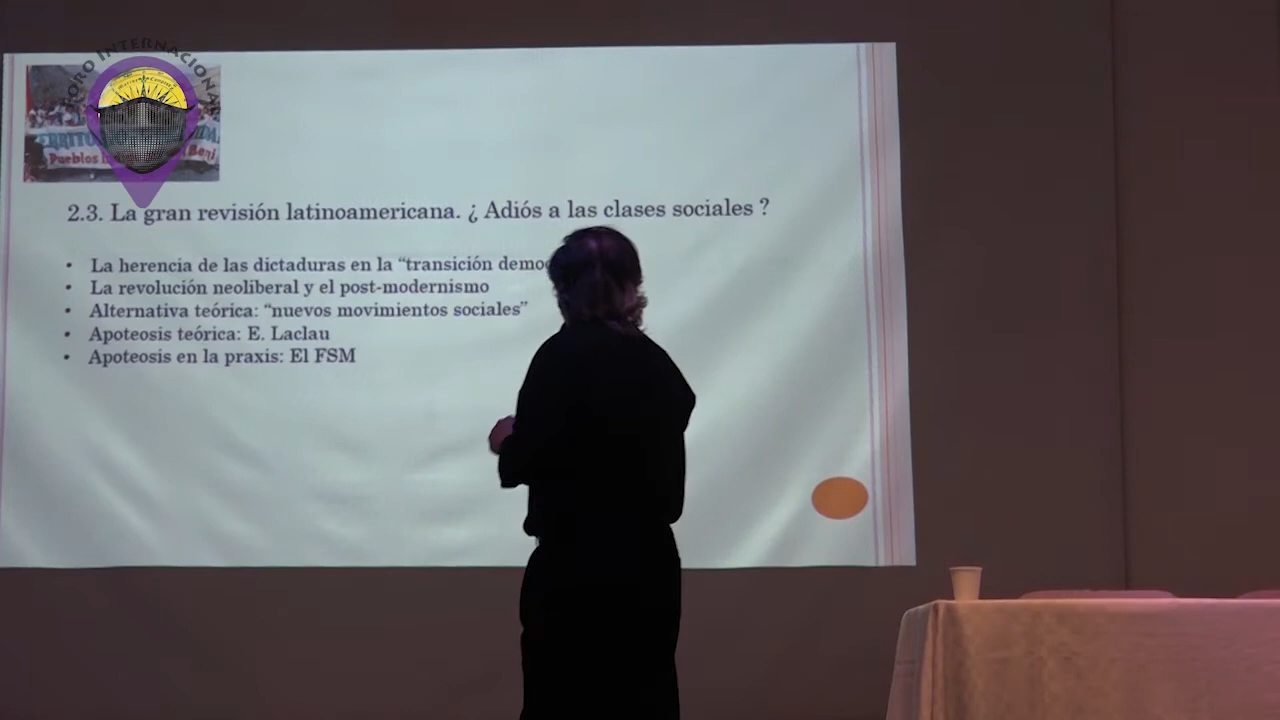 FORO INTERNACIONAL
Pueblos
Beni
2.3. La gran revisión latinoamericana. ¿ Adiós a las clases sociales ?
• La herencia de las dictaduras en la “transición demo
• La revolución neoliberal y el post-modernismo
• Alternativa teórica: “nuevos movimientos sociales”
• Apoteosis teórica: E. Laclau
• Apoteosis en la praxis: El FSM